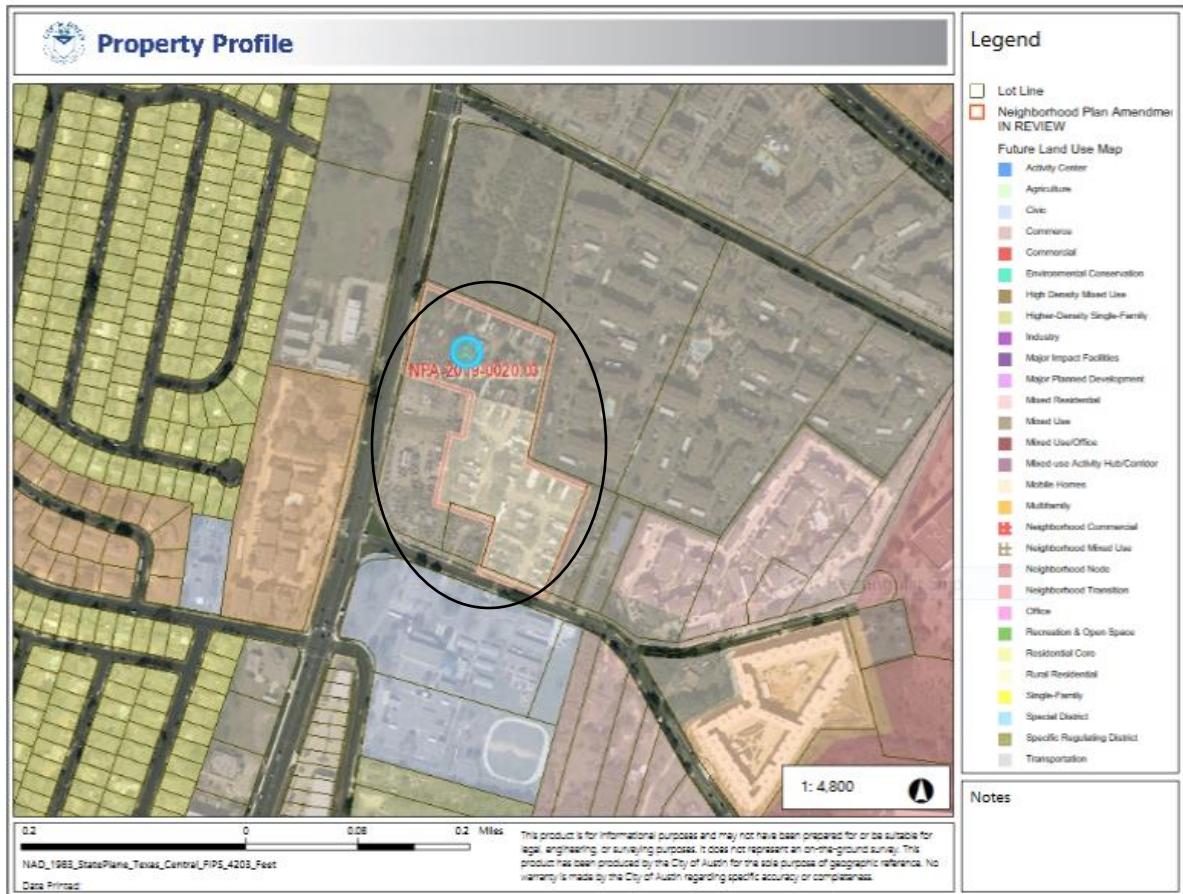 Property Profile
NPA-2019-0020.03
1: 4,800
0.2 0 0.08 0.2 Miles
NAD_1983_StatePlane_Texas_Central_FIPS_4203_Feet
Date Printed:
This product is for informational purposes and may not have been prepared for or be suitable for
legal, engineering, or surveying purposes. It does not represent an on-the-ground survey. This
product has been produced by the City of Austin for the sole purpose of geographic reference. No
warranty is made by the City of Austin regarding specific accuracy or completeness.
Legend
Lot Line
Neighborhood Plan Amendme
IN REVIEW
Future Land Use Map
Activity Center
Agriculture
Civic
Commerce
Commercial
Environmental Conservation
High Density Mixed Use
Higher-Density Single-Family
Industry
Major Impact Facilities
Major Planned Development
Mixed Residential
Mixed Use
Mixed Use/Office
Mixed-use Activity Hub/Corridor
Mobile Homes
Multifamily
Neighborhood Commercial
Neighborhood Mixed Use
Neighborhood Node
Neighborhood Transition
Office
Recreation & Open Space
Residential Core
Rural Residential
Single-Family
Special District
Specific Regulating District
Transportation
Notes